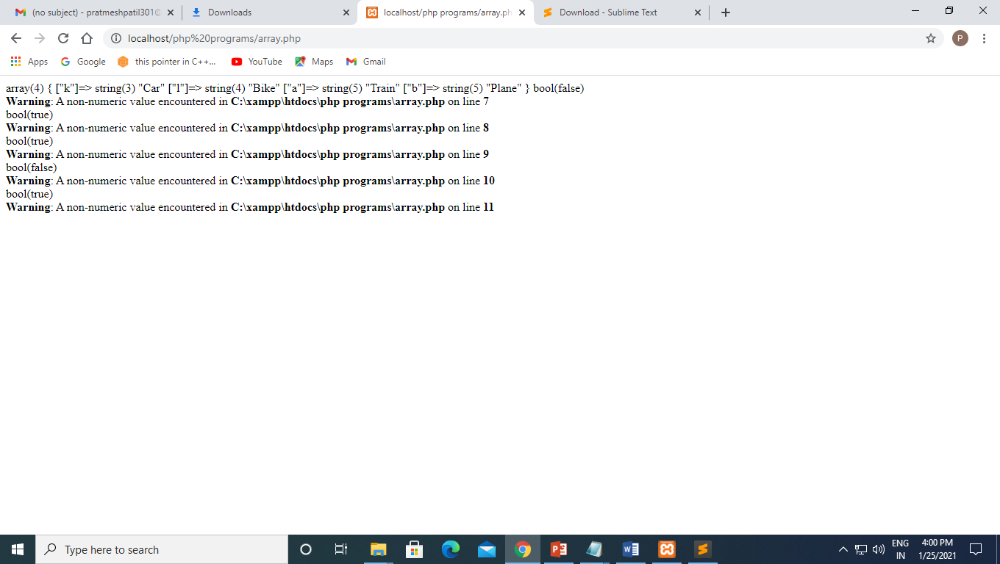 (no subject) - pratmeshpatil301@
Downloads
localhost/php programs/array.ph
Download - Sublime Text
localhost/php%20programs/array.php
P
Apps
Google
this pointer in C++...
YouTube
Maps
Gmail
array(4) { ["k"]=> string(3) "Car" ["l"]=> string(4) "Bike" ["a"]=> string(5) "Train" ["b"]=> string(5) "Plane" } bool(false)
Warning: A non-numeric value encountered in C:\xampp\htdocs\php programs\array.php on line 7
bool(true)
Warning: A non-numeric value encountered in C:\xampp\htdocs\php programs\array.php on line 8
bool(true)
Warning: A non-numeric value encountered in C:\xampp\htdocs\php programs\array.php on line 9
bool(false)
Warning: A non-numeric value encountered in C:\xampp\htdocs\php programs\array.php on line 10
bool(true)
Warning: A non-numeric value encountered in C:\xampp\htdocs\php programs\array.php on line 11
Type here to search
ENG
IN
4:00 PM
1/25/2021